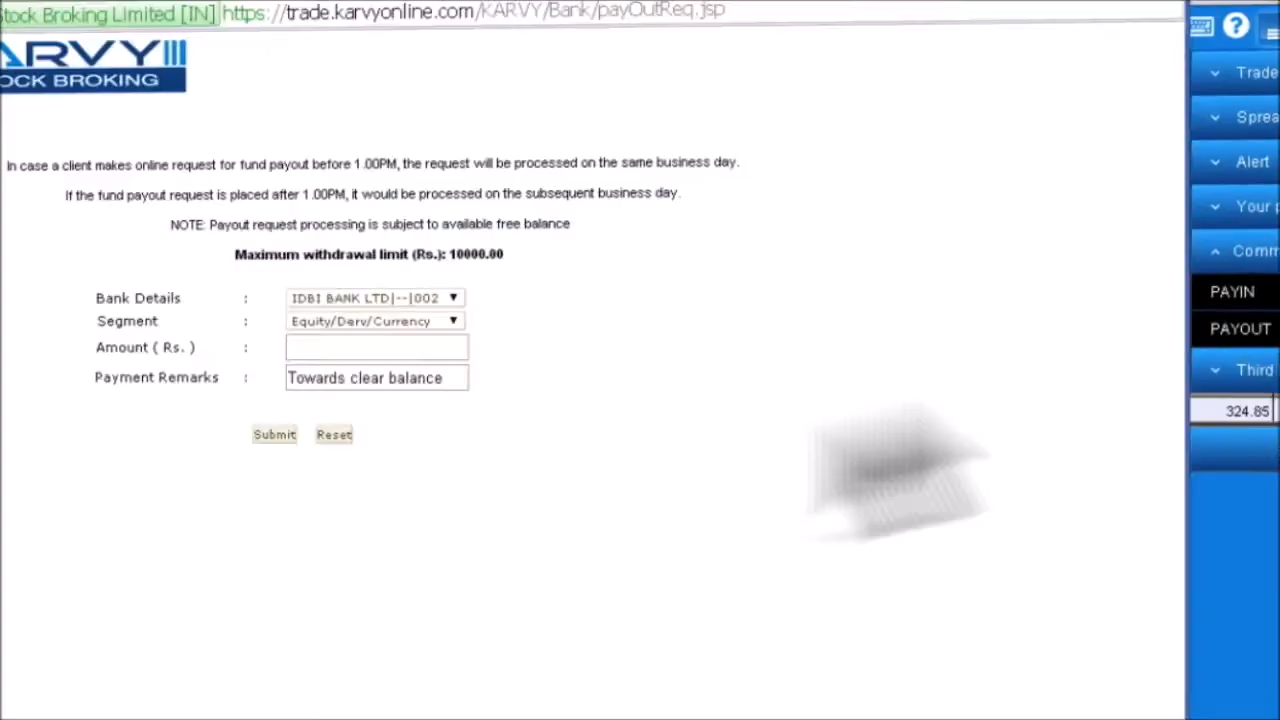 Stock Broking Limited [IN] https://trade.karvyonline.com/KARVY/Bank/payOutReq.jsp
ARVY
OCK BROKING
In case a client makes online request for fund payout before 1.00PM, the request will be processed on the same business day.
If the fund payout request is placed after 1.00PM, it would be processed on the subsequent business day.
NOTE: Payout request processing is subject to available free balance
Maximum withdrawal limit (Rs.): 10000.00
Bank Details : IDBI BANK LTD|--|002
Segment : Equity/Derv/Currency
Amount ( Rs. ) :
Payment Remarks : Towards clear balance
Submit Reset
?
Trade
Sprea
Alert
Your p
Comm
PAYIN
PAYOUT
Third
324.85